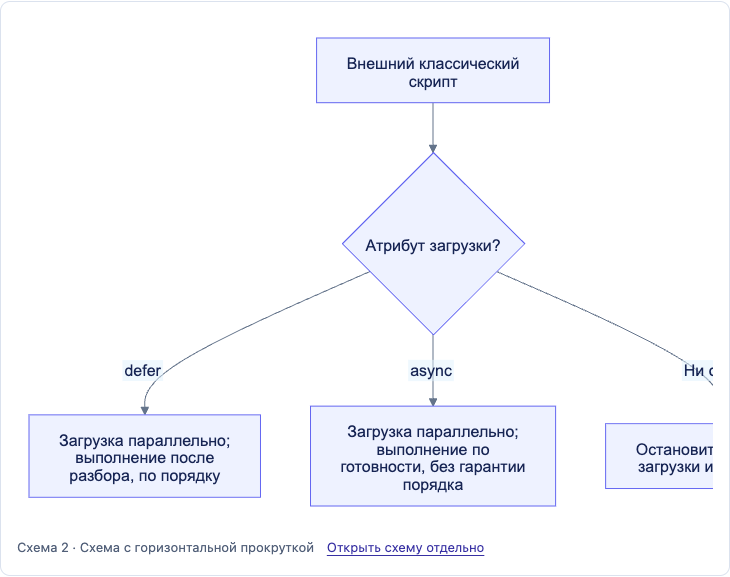 Внешний классический
скрипт
Атрибут загрузки?
defer
async
Ни
Загрузка параллельно;
выполнение после
разбора, по порядку
Загрузка параллельно;
выполнение по
готовности, без гарантии
порядка
загрузки и
Схема 2 · Схема с горизонтальной прокруткой
Открыть схему отдельно